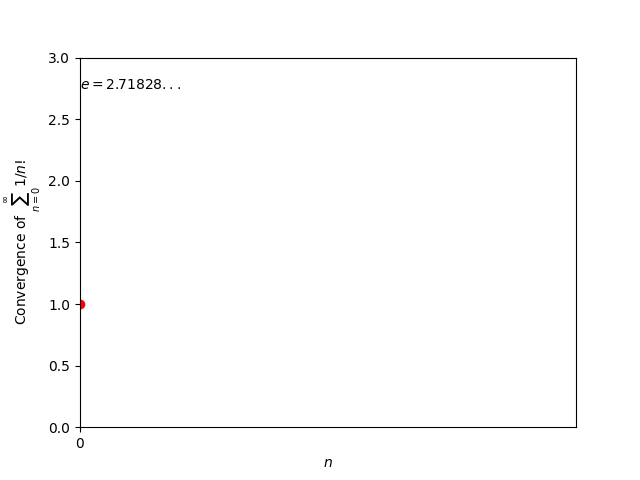 3.0
e = 2.71828...
2.5
2.0
1.5
1.0
0.5
0.0
0
n
Convergence of ∑_{n=0}^{∞} 1/n!